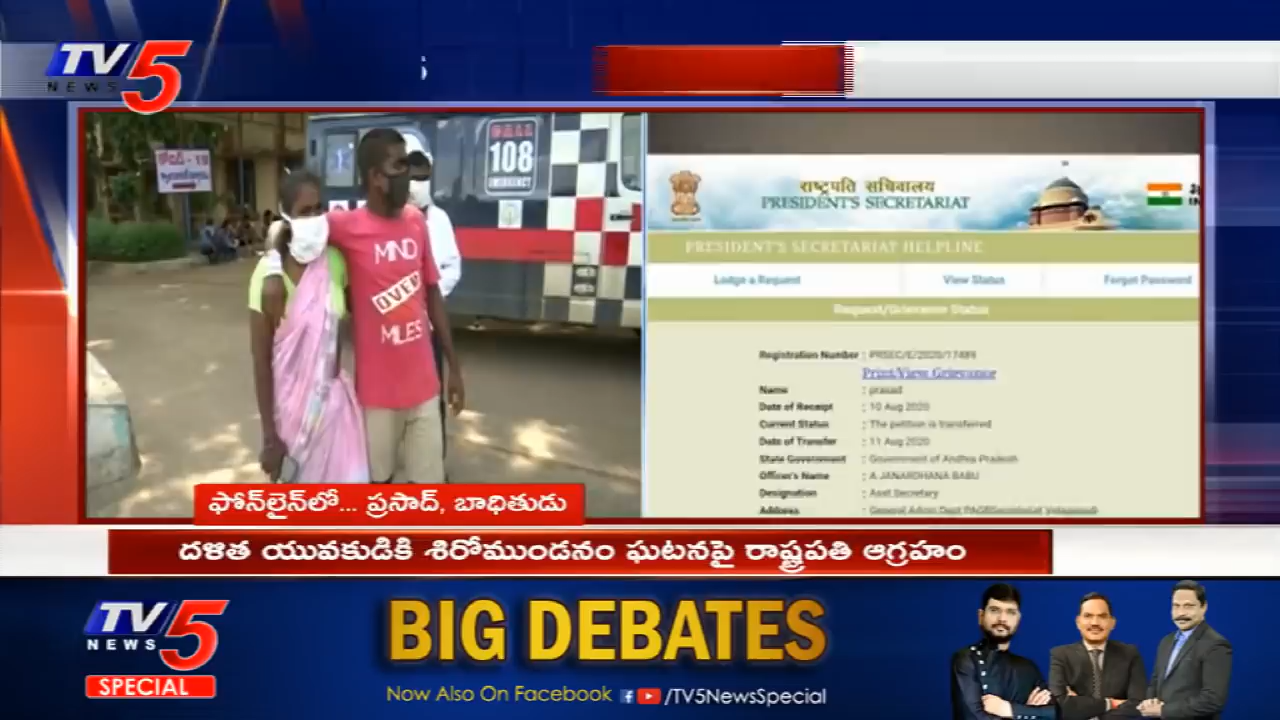 TV5
NEWS
కోవిడ్ - 19
CALL
108
MIND
OVER
MILES
राष्ट्रपति सचिवालय
PRESIDENT'S SECRETARIAT
PRESIDENT'S SECRETARIAT HELPLINE
Lodge a Request View Status Forgot Password
Request/Grievance Status
Registration Number : PRSEC/E/2020/17489
Print/View Grievance
Name : prasad
Date of Receipt : 10 Aug 2020
Current Status : The petition is transferred
Date of Transfer : 11 Aug 2020
State Government : Government of Andhra Pradesh
Officer's Name : A JANARDHANA BABU
Designation : Asst Secretary
Address :
ఫోన్‌లైన్‌లో... ప్రసాద్, బాధితుడు
దళిత యువకుడికి శిరోముండనం ఘటనపై రాష్ట్రపతి ఆగ్రహం
TV5
NEWS
SPECIAL
BIG DEBATES
Now Also On Facebook /TV5NewsSpecial